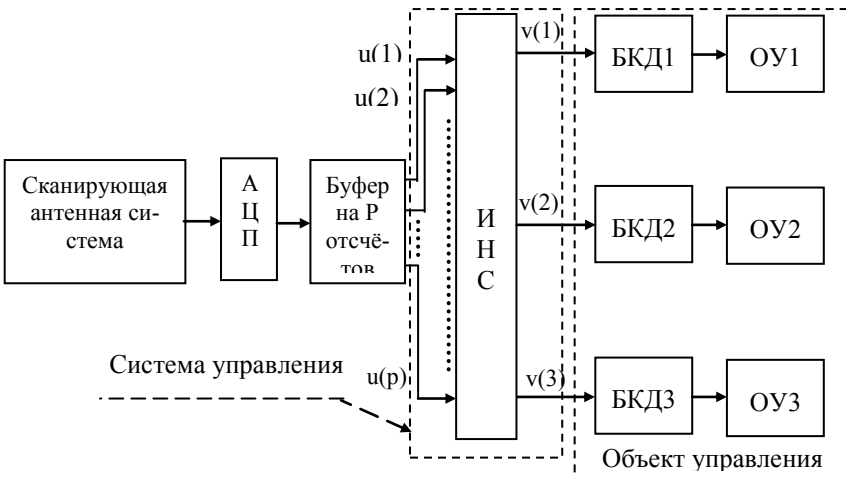 v(1)
БКД1
ОУ1
u(1)
u(2)
Сканирующая
антенная си-
стема
А
Ц
П
Буфер
на P
отсчё-
тов
И
Н
С
v(2)
БКД2
ОУ2
Система управления
u(p)
v(3)
БКД3
ОУ3
Объект управления